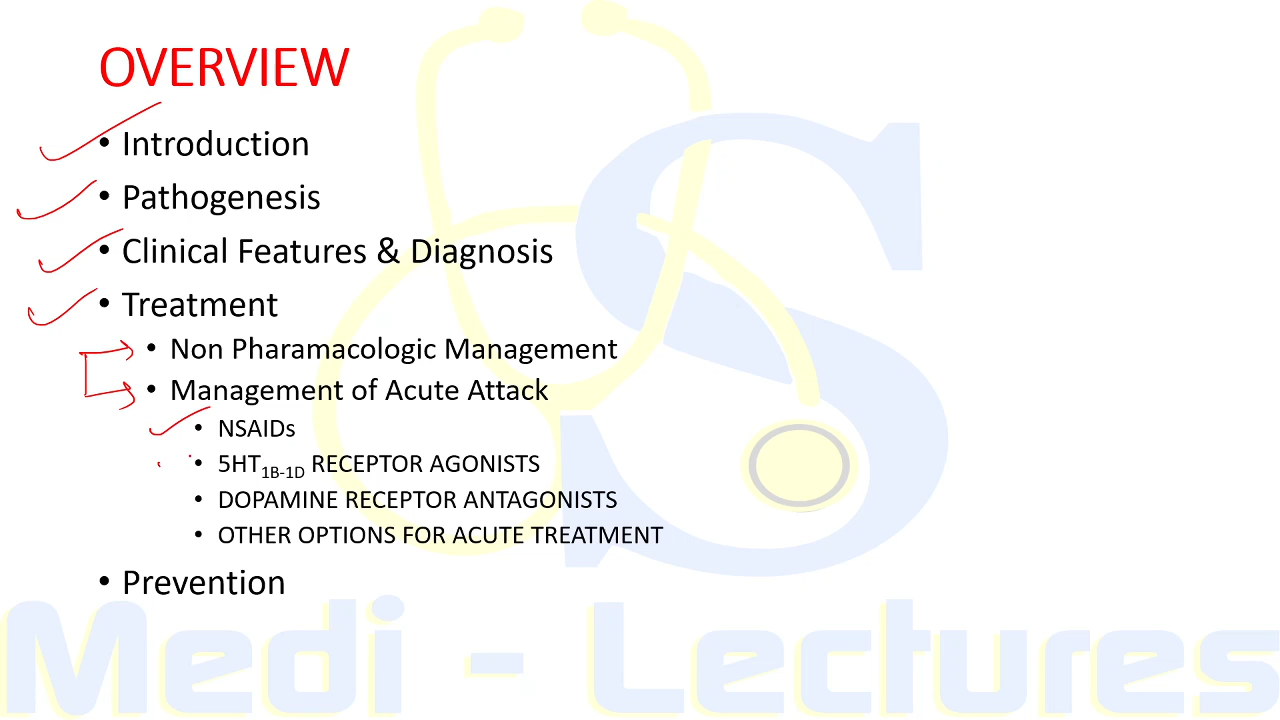 OVERVIEW
• Introduction
• Pathogenesis
• Clinical Features & Diagnosis
• Treatment
• Non Pharamacologic Management
• Management of Acute Attack
• NSAIDs
• 5HT1B-1D RECEPTOR AGONISTS
• DOPAMINE RECEPTOR ANTAGONISTS
• OTHER OPTIONS FOR ACUTE TREATMENT
• Prevention
Medi - Lectures